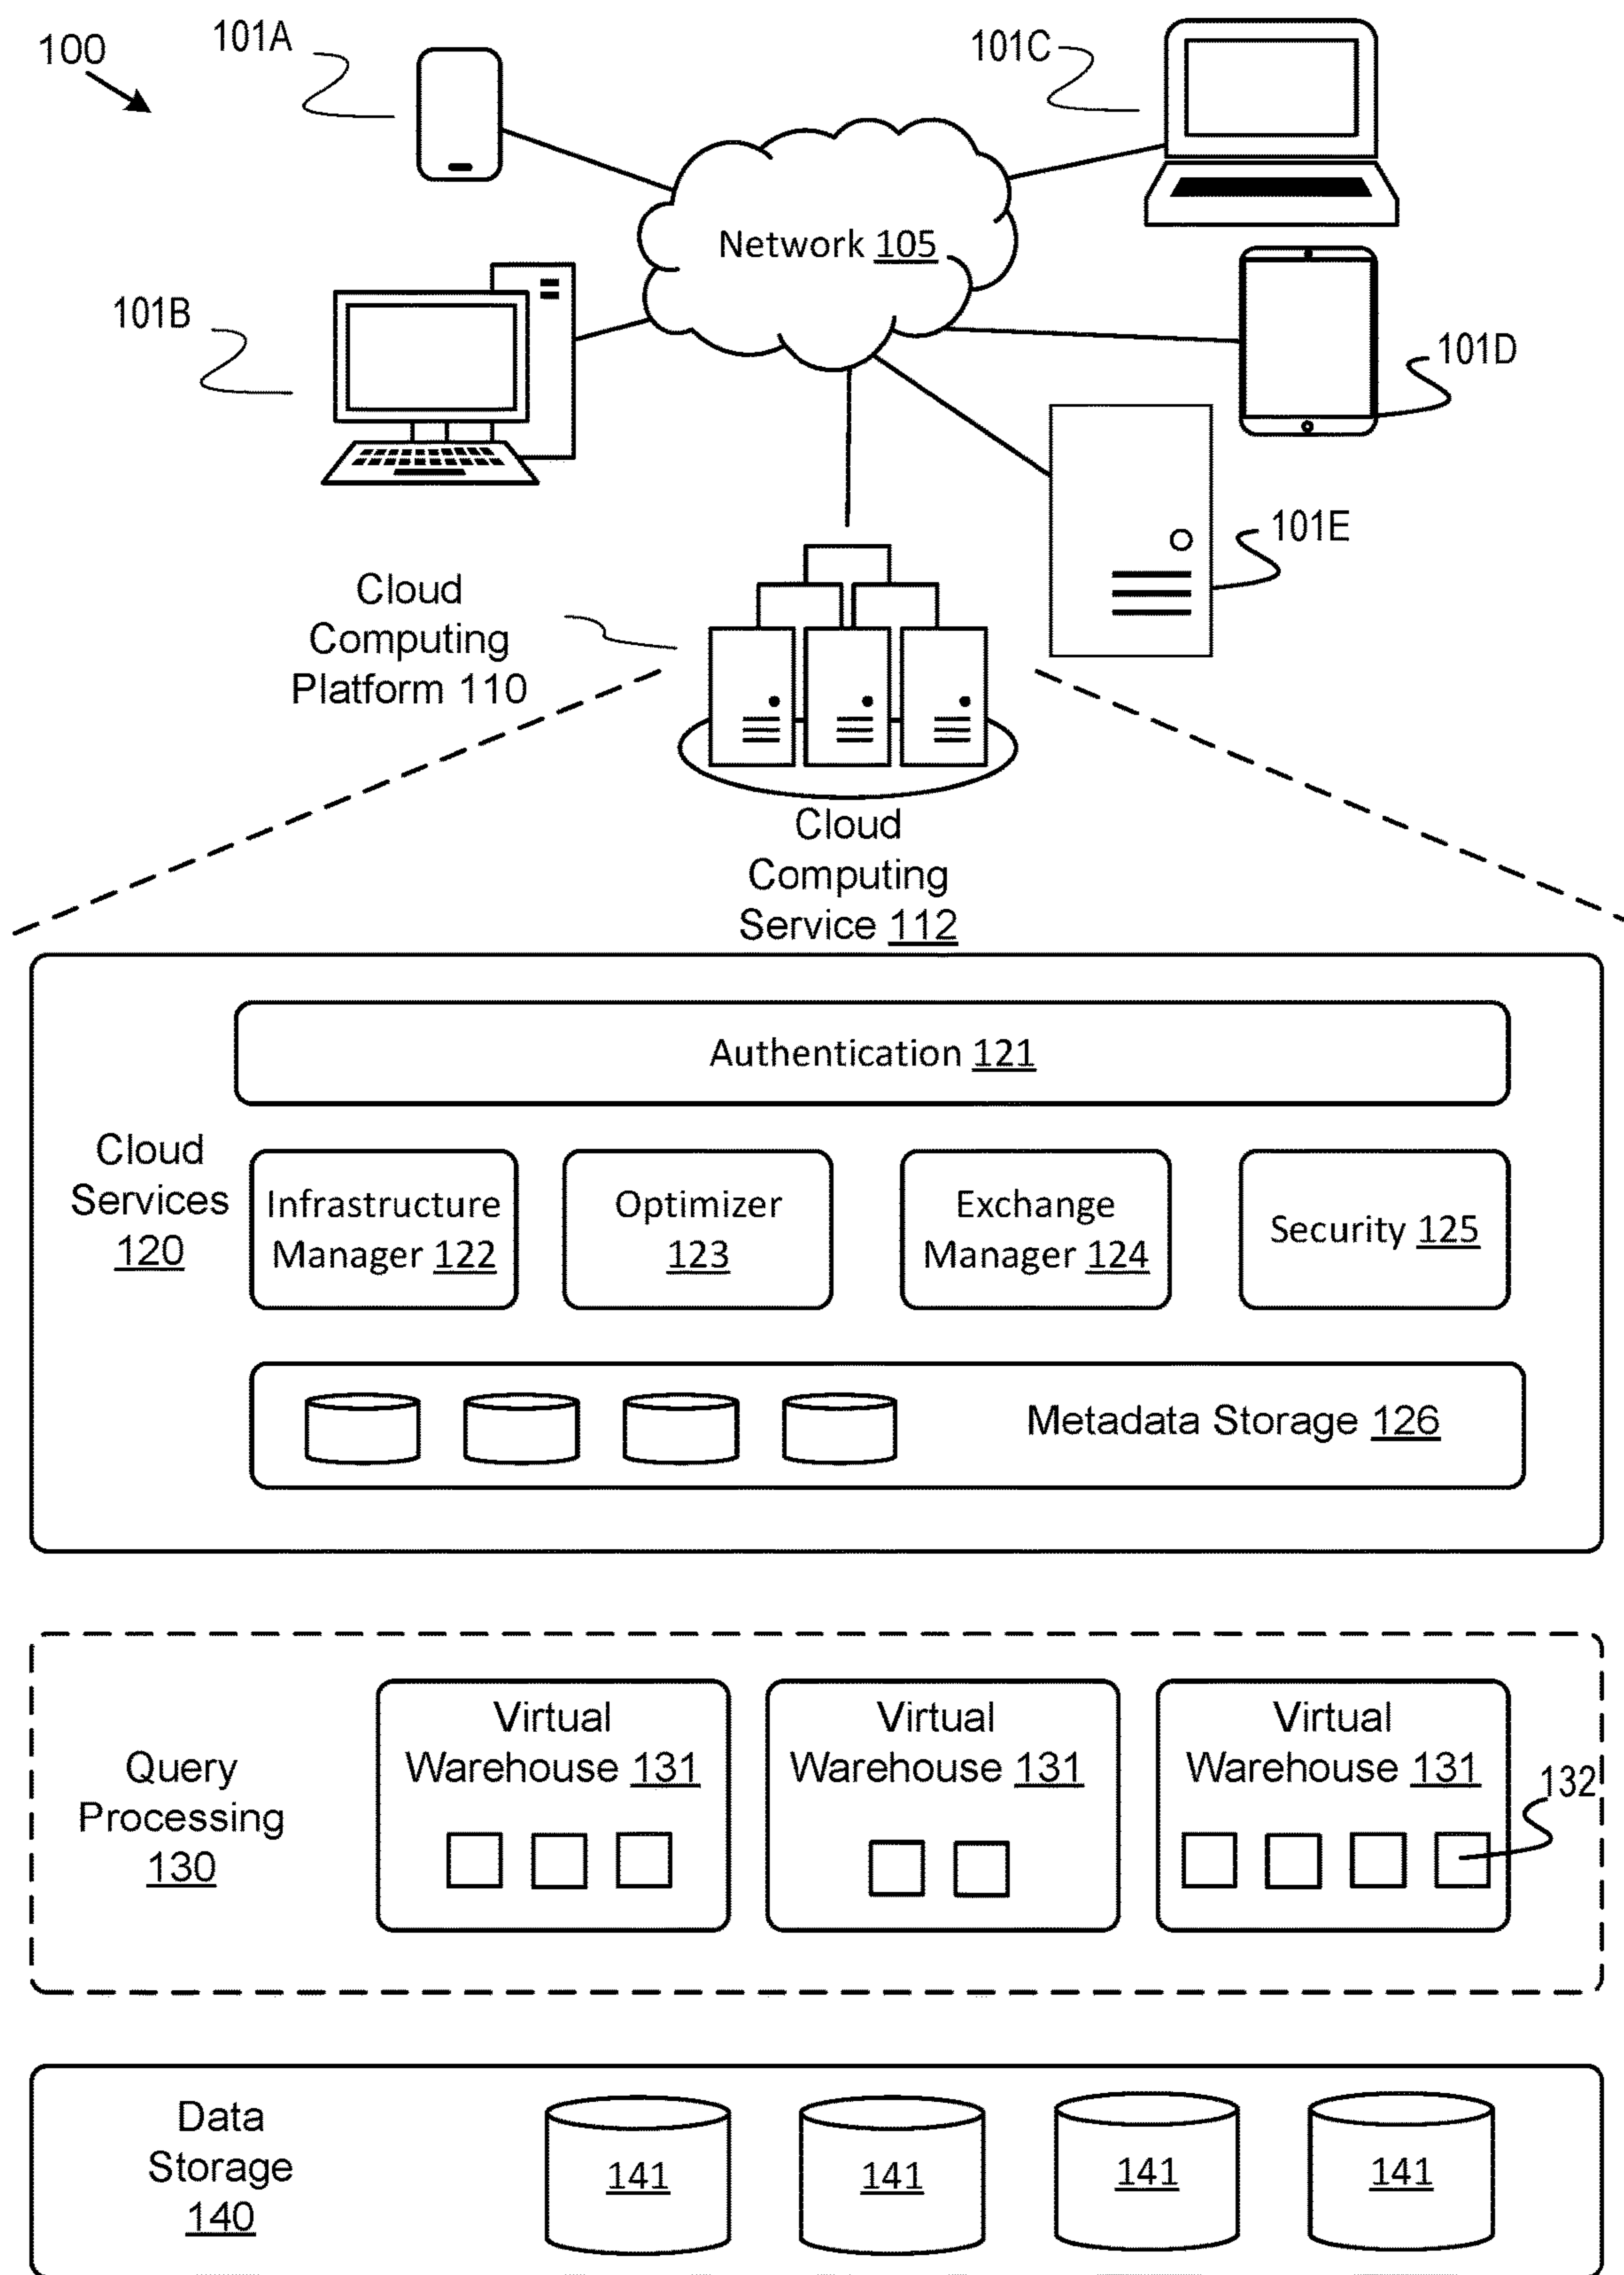 100
101A
101C
Network 105
101B
101D
101E
Cloud
Computing
Platform 110
Cloud
Computing
Service 112
Authentication 121
Cloud
Services
120
Infrastructure
Manager 122
Optimizer
123
Exchange
Manager 124
Security 125
Metadata Storage 126
Query
Processing
130
Virtual
Warehouse 131
Virtual
Warehouse 131
Virtual
Warehouse 131
132
Data
Storage
140
141
141
141
141